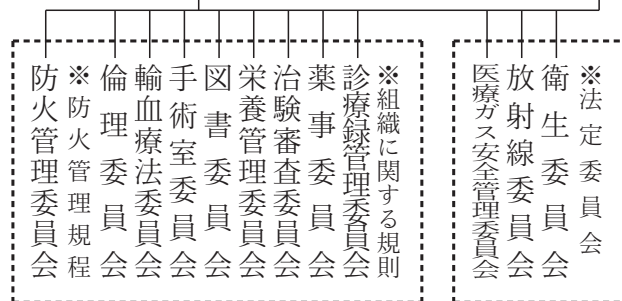 ※法定委員会
衛生委員会
放射線委員会
医療ガス安全管理委員会
※組織に関する規則
診療録管理委員会
薬事委員会
治験審査委員会
栄養管理委員会
図書委員会
手術室委員会
輸血療法委員会
倫理委員会
※防火管理規程
防火管理委員会